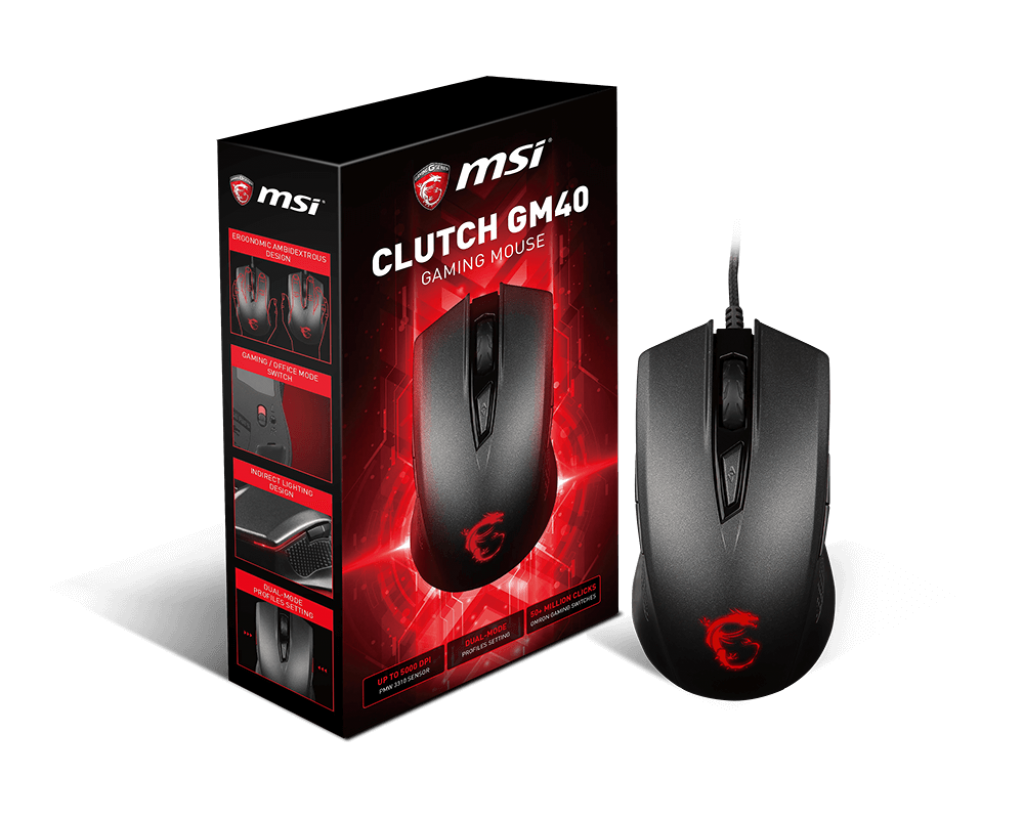 msi
ERGONOMIC AMBIDEXTROUS
DESIGN
GAMING / OFFICE MODE
SWITCH
INDIRECT LIGHTING
DESIGN
DUAL-MODE
PROFILES SETTING
msi
CLUTCH GM40
GAMING MOUSE
UP TO 5000 DPI
PMW 3310 SENSOR
DUAL-MODE
PROFILES SETTING
50+ MILLION CLICKS
OMRON GAMING SWITCHES